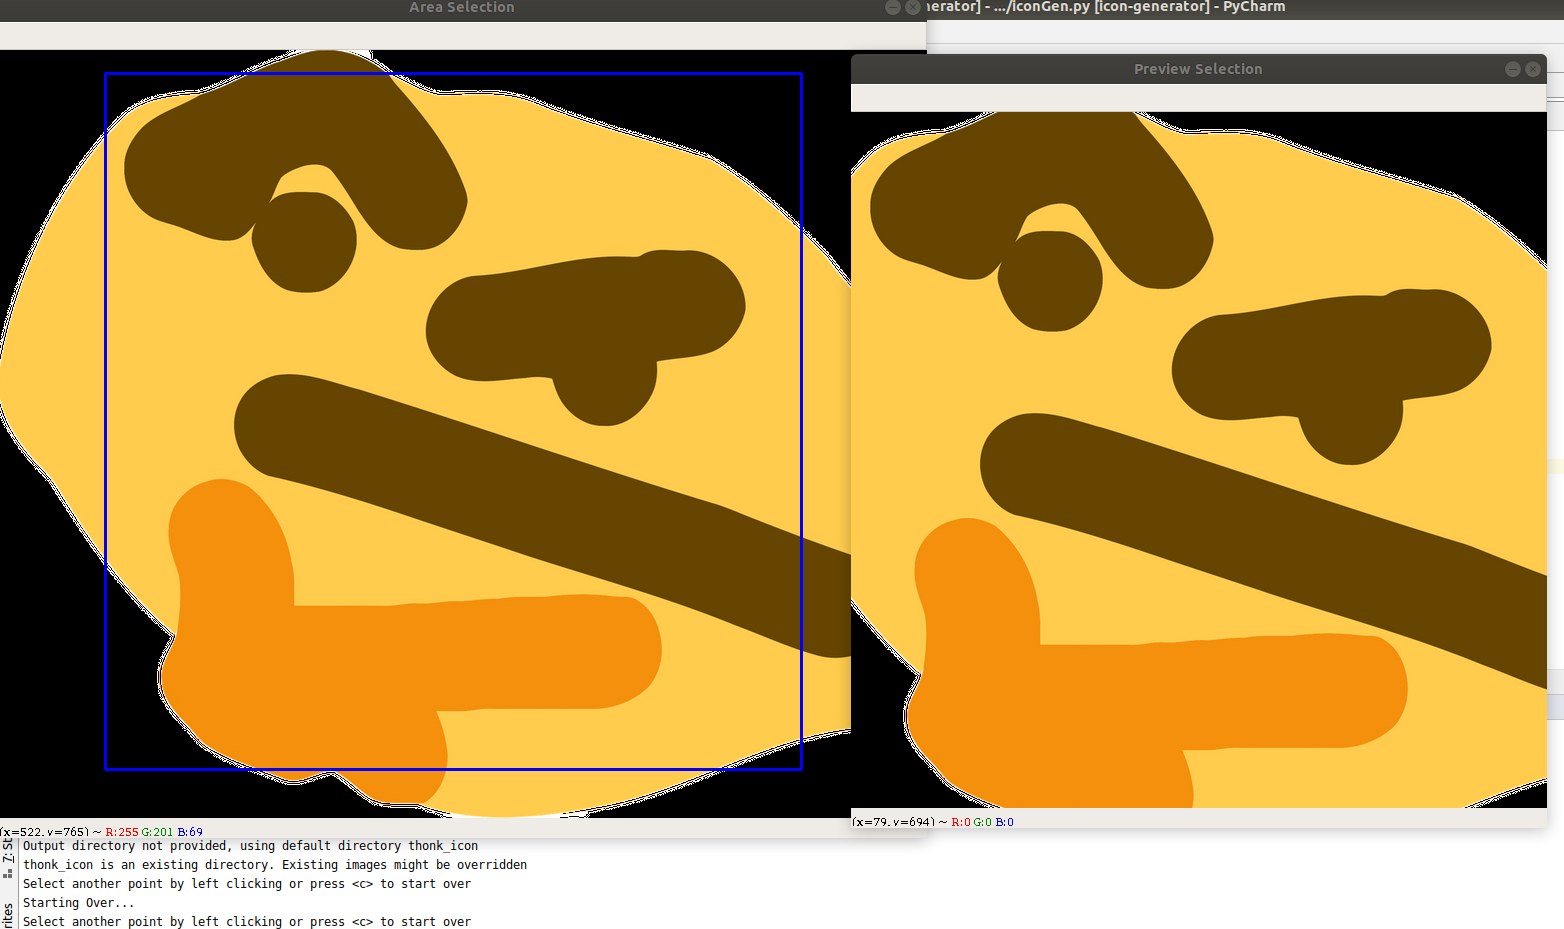 Area Selection
nerator] - .../iconGen.py [icon-generator] - PyCharm
Preview Selection
(x=522, y=765) ~ R:255 G:201 B:69
(x=79, y=694) ~ R:0 G:0 B:0
Output directory not provided, using default directory thonk_icon
thonk_icon is an existing directory. Existing images might be overridden
Select another point by left clicking or press <c> to start over
Starting Over...
Select another point by left clicking or press <c> to start over
7: St
rites